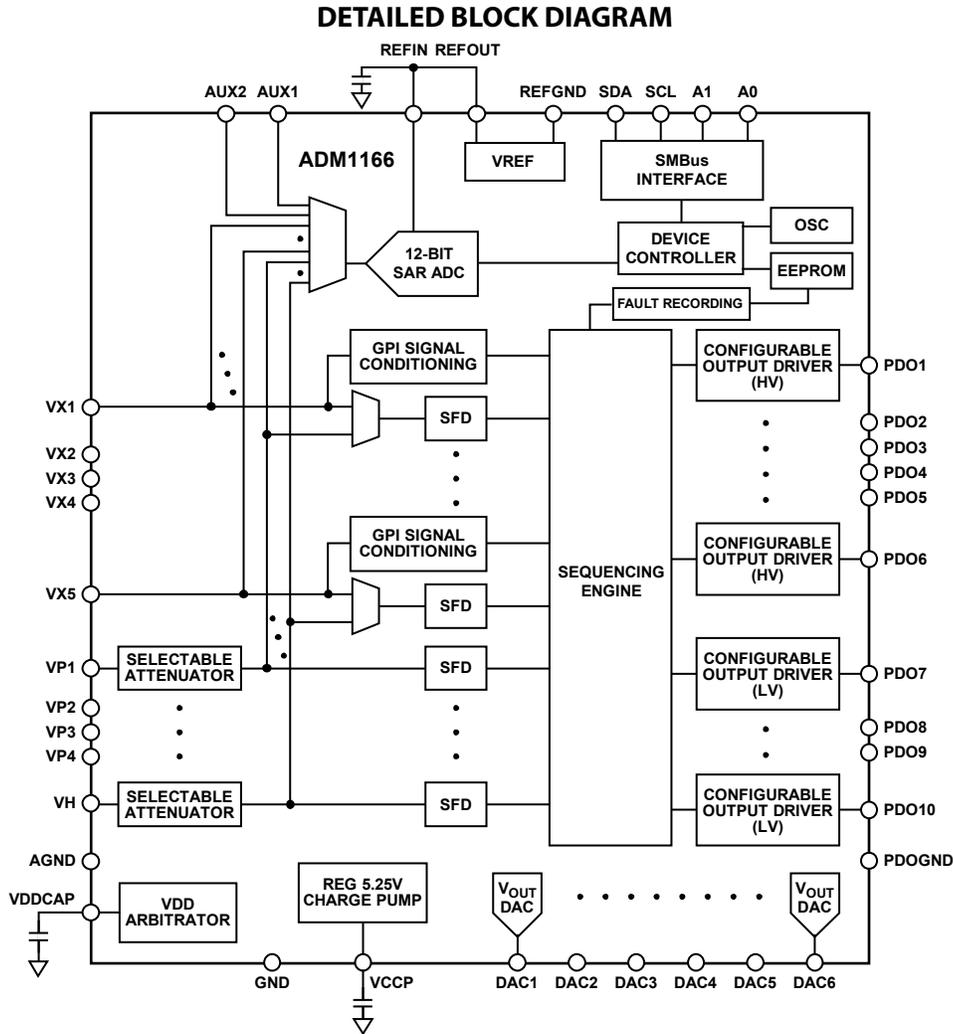 DETAILED BLOCK DIAGRAM
REFIN REFOUT
AUX2 AUX1
REFGND SDA SCL A1 A0
ADM1166
VREF
SMBus
INTERFACE
12-BIT
SAR ADC
DEVICE
CONTROLLER
OSC
EEPROM
FAULT RECORDING
GPI SIGNAL
CONDITIONING
CONFIGURABLE
OUTPUT DRIVER
(HV)
PDO1
VX1
SFD
PDO2
PDO3
PDO4
PDO5
VX2
VX3
VX4
GPI SIGNAL
CONDITIONING
CONFIGURABLE
OUTPUT DRIVER
(HV)
PDO6
SEQUENCING
ENGINE
VX5
SFD
VP1
SELECTABLE
ATTENUATOR
SFD
CONFIGURABLE
OUTPUT DRIVER
(LV)
PDO7
VP2
VP3
VP4
PDO8
PDO9
VH
SELECTABLE
ATTENUATOR
SFD
CONFIGURABLE
OUTPUT DRIVER
(LV)
PDO10
AGND
PDOGND
VDDCAP
VDD
ARBITRATOR
REG 5.25V
CHARGE PUMP
VOUT
DAC
VOUT
DAC
GND
VCCP
DAC1 DAC2 DAC3 DAC4 DAC5 DAC6